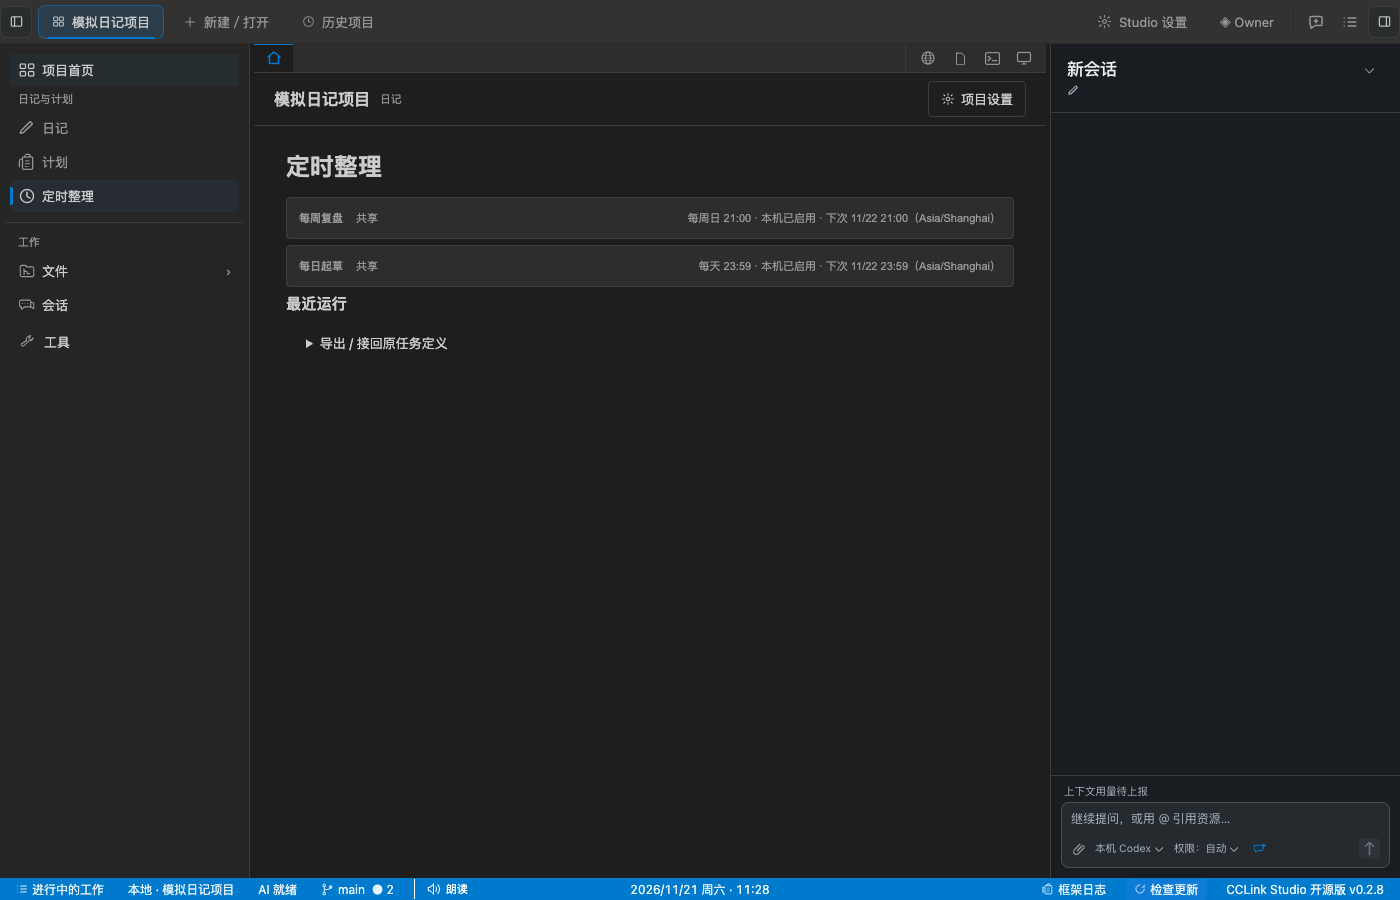 模拟日记项目
新建 / 打开
历史项目
Studio 设置
Owner
项目首页
日记与计划
日记
计划
定时整理
工作
文件
会话
工具
模拟日记项目 日记
项目设置
定时整理
每周复盘 共享 每周日 21:00 · 本机已启用 · 下次 11/22 21:00（Asia/Shanghai）
每日起草 共享 每天 23:59 · 本机已启用 · 下次 11/22 23:59（Asia/Shanghai）
最近运行
导出 / 接回原任务定义
新会话
上下文用量待上报
继续提问，或用 @ 引用资源...
本机 Codex 权限：自动
进行中的工作 本地 · 模拟日记项目 AI 就绪 main 2 朗读 2026/11/21 周六 · 11:28 框架日志 检查更新 CCLink Studio 开源版 v0.2.8